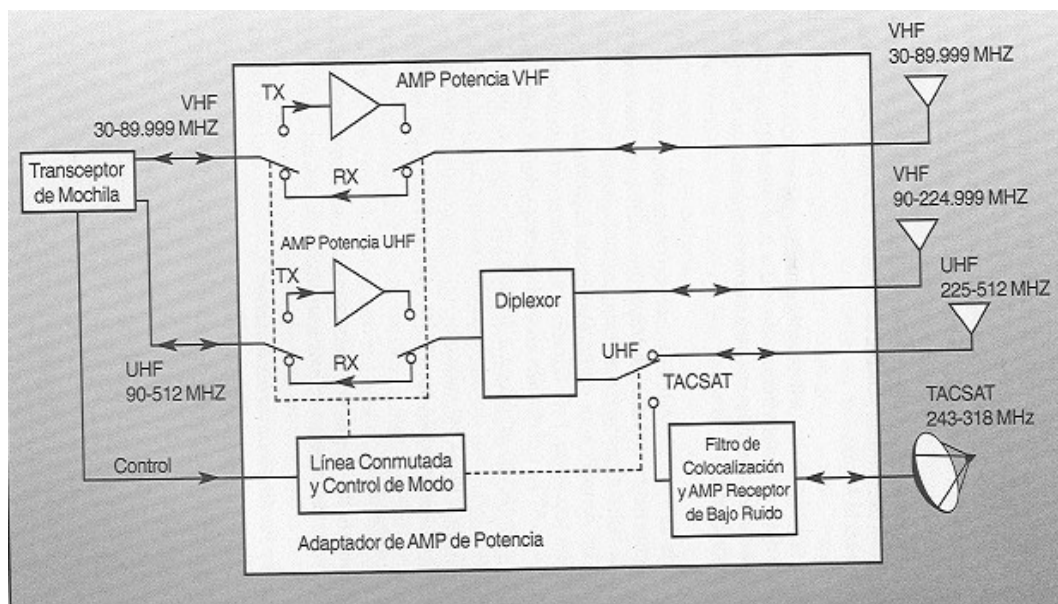 VHF
30-89.999 MHZ
AMP Potencia VHF
TX
VHF
30-89.999 MHZ
Transceptor
de Mochila
RX
VHF
90-224.999 MHZ
AMP Potencia UHF
TX
Diplexor
UHF
225-512 MHZ
RX
UHF
TACSAT
UHF
90-512 MHZ
TACSAT
243-318 MHz
Control
Línea Conmutada
y Control de Modo
Filtro de
Colocalización
y AMP Receptor
de Bajo Ruido
Adaptador de AMP de Potencia